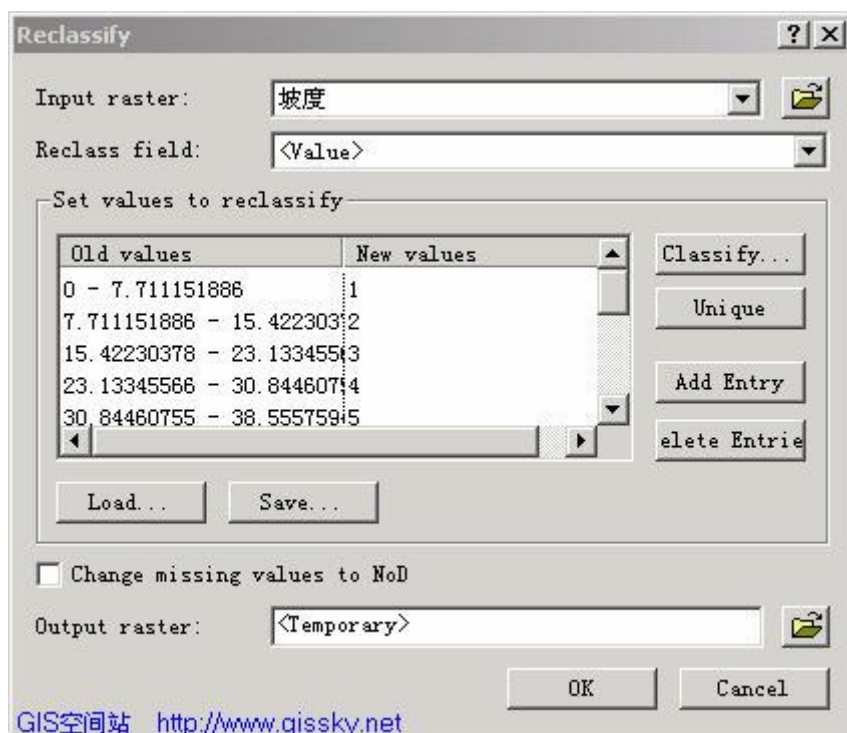 Reclassify
Input raster: 坡度
Reclass field: <Value>
Set values to reclassify
Old values New values
0 - 7.711151886 1
7.711151886 - 15.422303 2
15.42230378 - 23.133455 3
23.13345566 - 30.844607 4
30.84460755 - 38.555759 5
Classify...
Unique
Add Entry
elete Entrie
Load... Save...
Change missing values to NoD
Output raster: <Temporary>
OK Cancel
GIS空间站 http://www.gissky.net